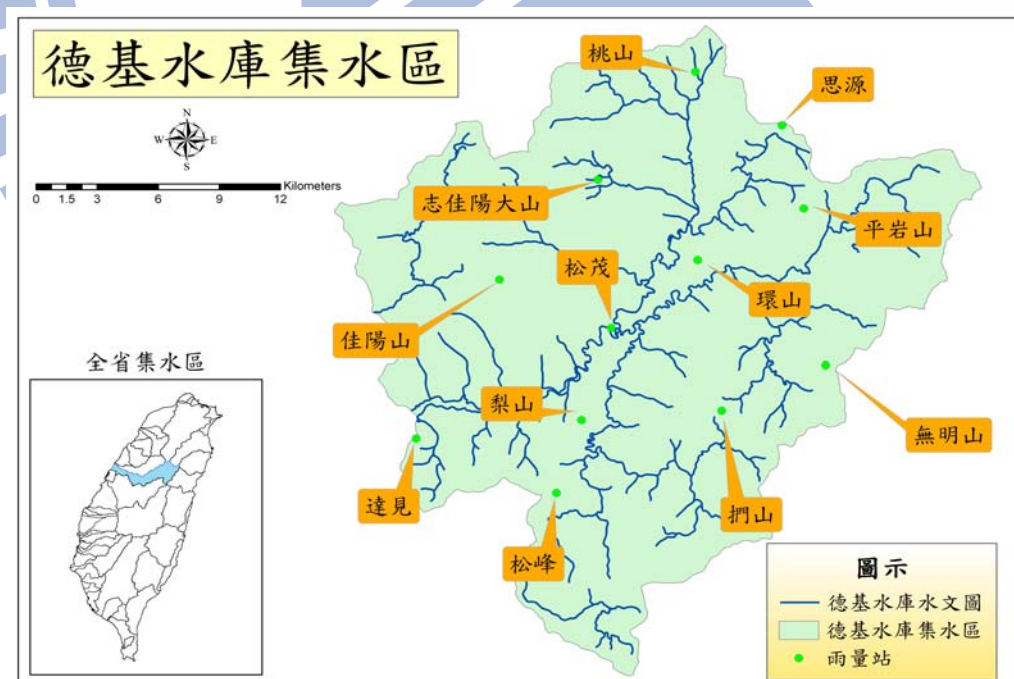 德基水庫集水區
N
W
E
S
0 1.5 3 6 9 12
Kilometers
桃山
思源
志佳陽大山
平岩山
松茂
環山
佳陽山
梨山
無明山
達見
捫山
松峰
全省集水區
圖示
德基水庫水文圖
德基水庫集水區
雨量站